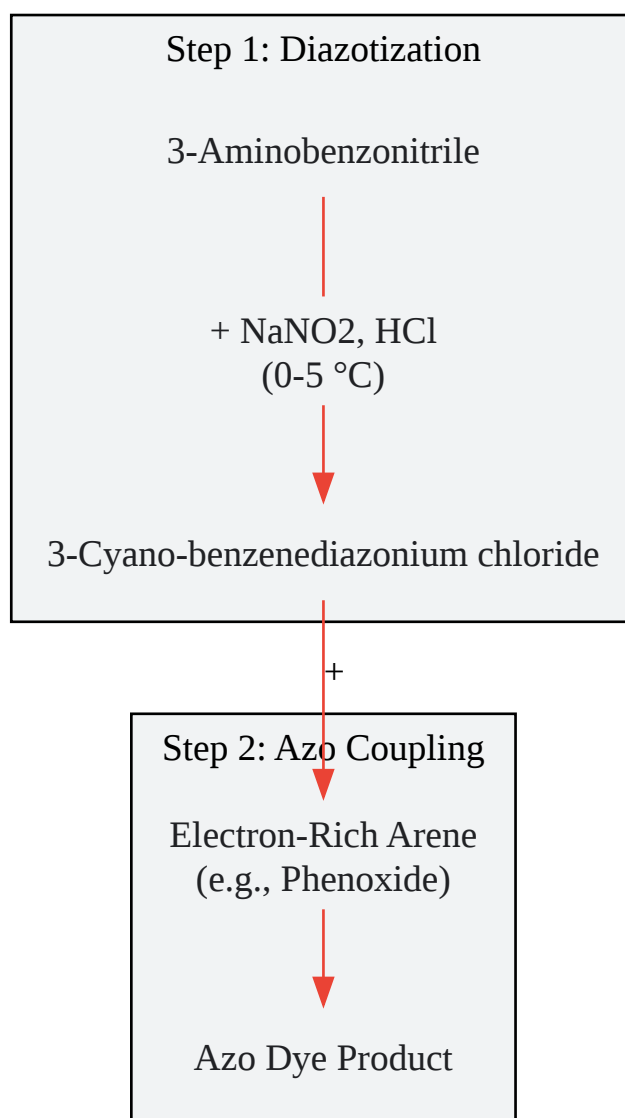 Step 1: Diazotization
3-Aminobenzonitrile
+ NaNO2, HCl
(0-5 °C)
3-Cyano-benzenediazonium chloride
+
Step 2: Azo Coupling
Electron-Rich Arene
(e.g., Phenoxide)
Azo Dye Product